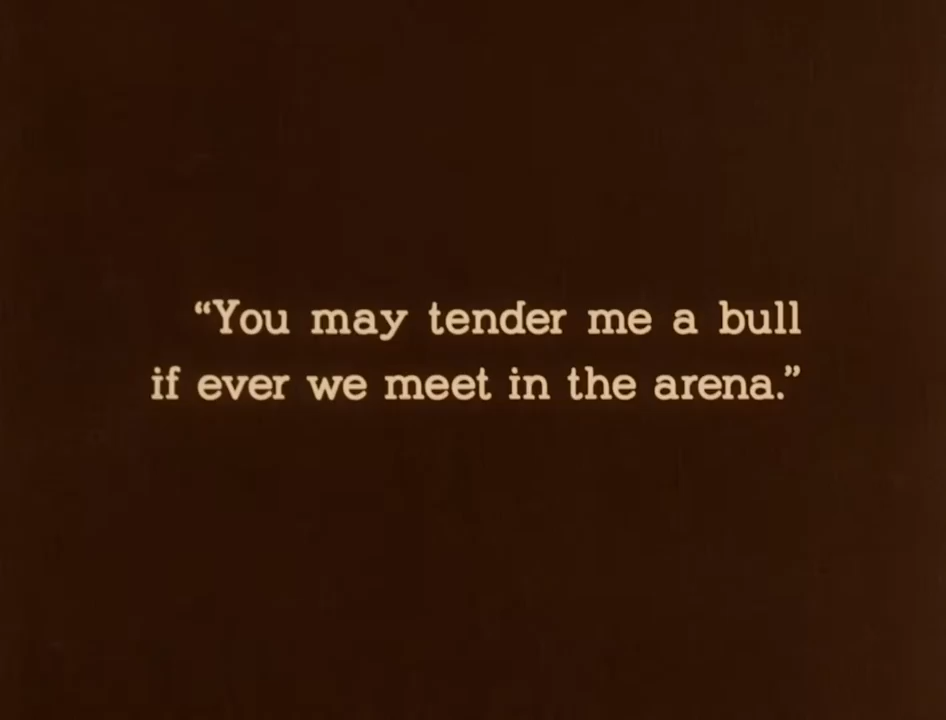 “You may tender me a bull
if ever we meet in the arena.”